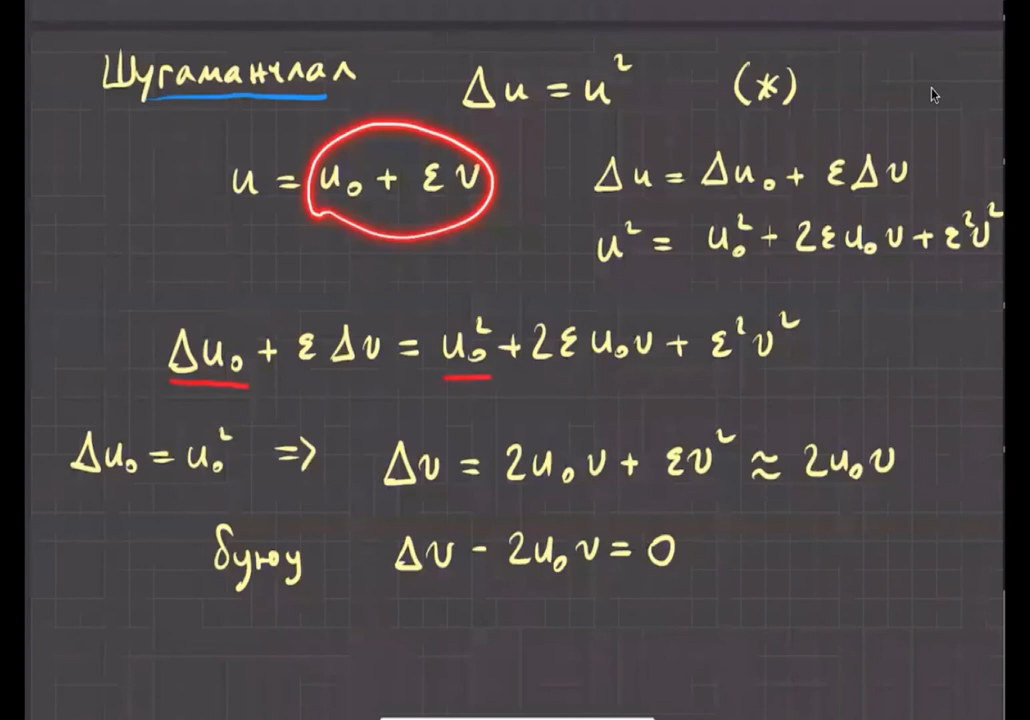 Шугаманчлал Δu = u² (*)
u = u₀ + εv Δu = Δu₀ + εΔv
u² = u₀² + 2εu₀v + ε²v²
Δu₀ + εΔv = u₀² + 2εu₀v + ε²v²
Δu₀ = u₀² => Δv = 2u₀v + εv² ≈ 2u₀v
буюу Δv - 2u₀v = 0